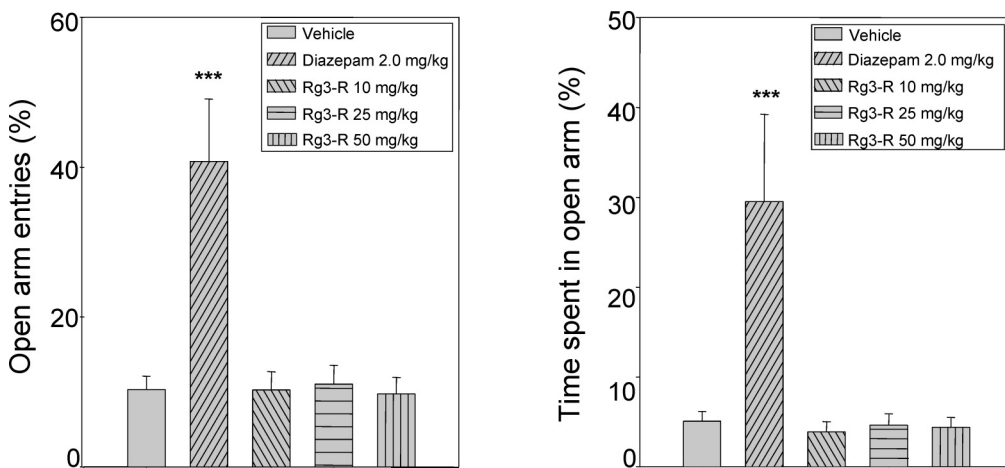 Open arm entries (%)
60
40
20
0
***
Vehicle
Diazepam 2.0 mg/kg
Rg3-R 10 mg/kg
Rg3-R 25 mg/kg
Rg3-R 50 mg/kg
Time spent in open arm (%)
50
40
30
20
10
0
***
Vehicle
Diazepam 2.0 mg/kg
Rg3-R 10 mg/kg
Rg3-R 25 mg/kg
Rg3-R 50 mg/kg